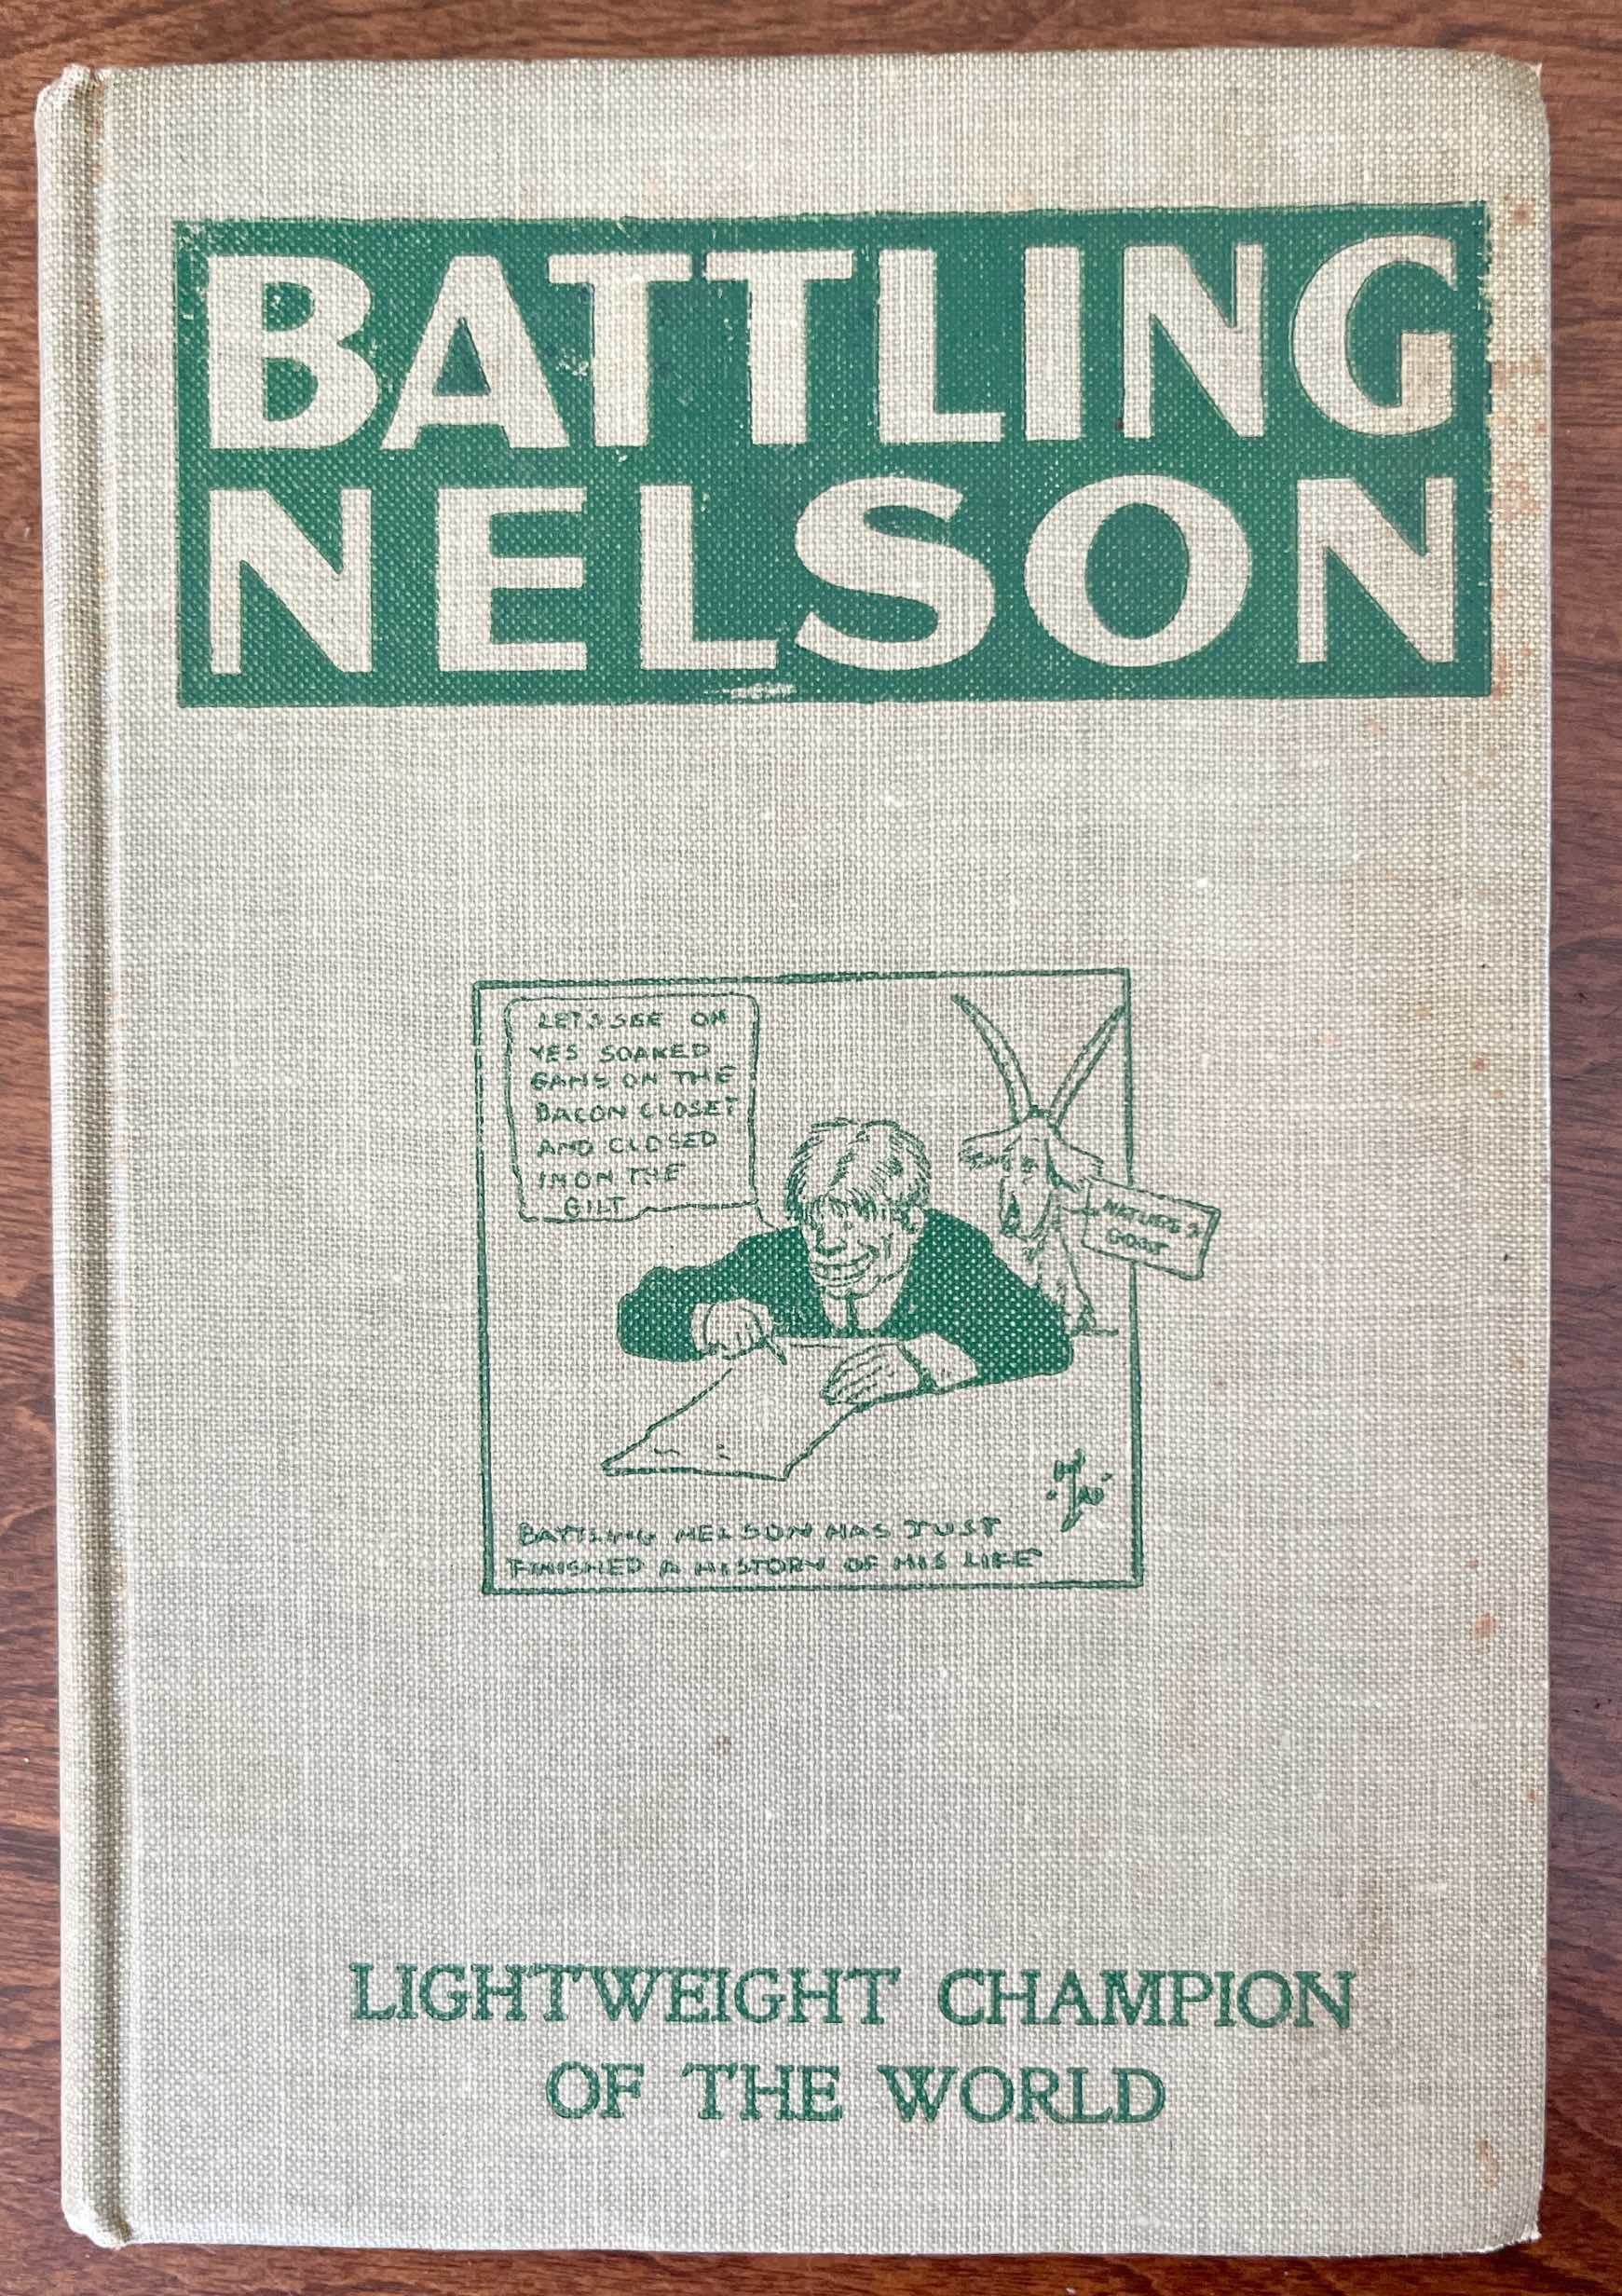 BATTLING
NELSON
LET'S SEE OH
YES SOAKED
GANS ON THE
BACON CLOSET
AND CLOSED
IM ON THE
GILT
NATURE'S
GOAT
BATTLING NELSON HAS JUST
FINISHED A HISTORY OF HIS LIFE
LIGHTWEIGHT CHAMPION
OF THE WORLD